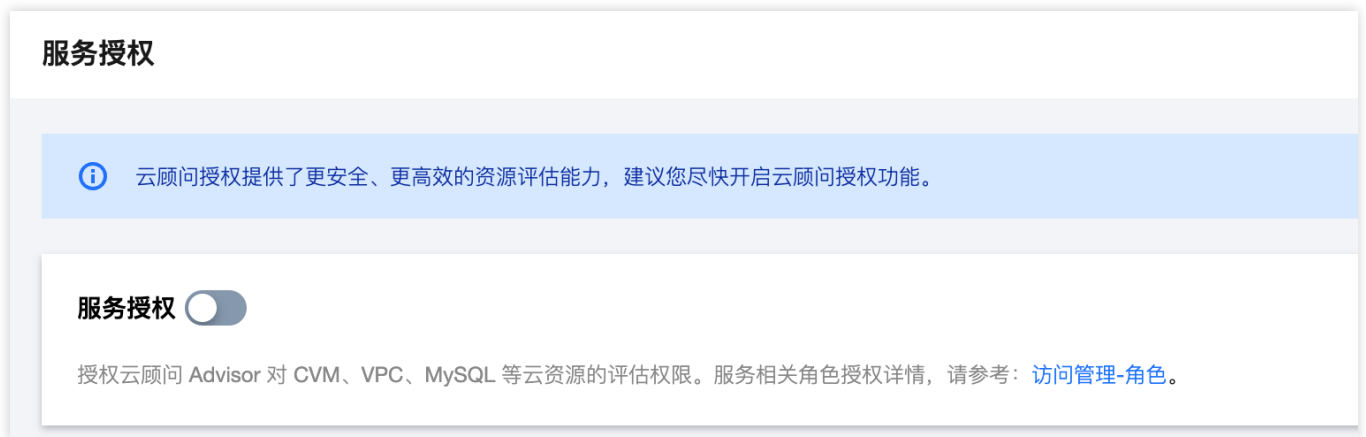 服务授权
云顾问授权提供了更安全、更高效的资源评估能力，建议您尽快开启云顾问授权功能。
服务授权
授权云顾问 Advisor 对 CVM、VPC、MySQL 等云资源的评估权限。服务相关角色授权详情，请参考：访问管理-角色。